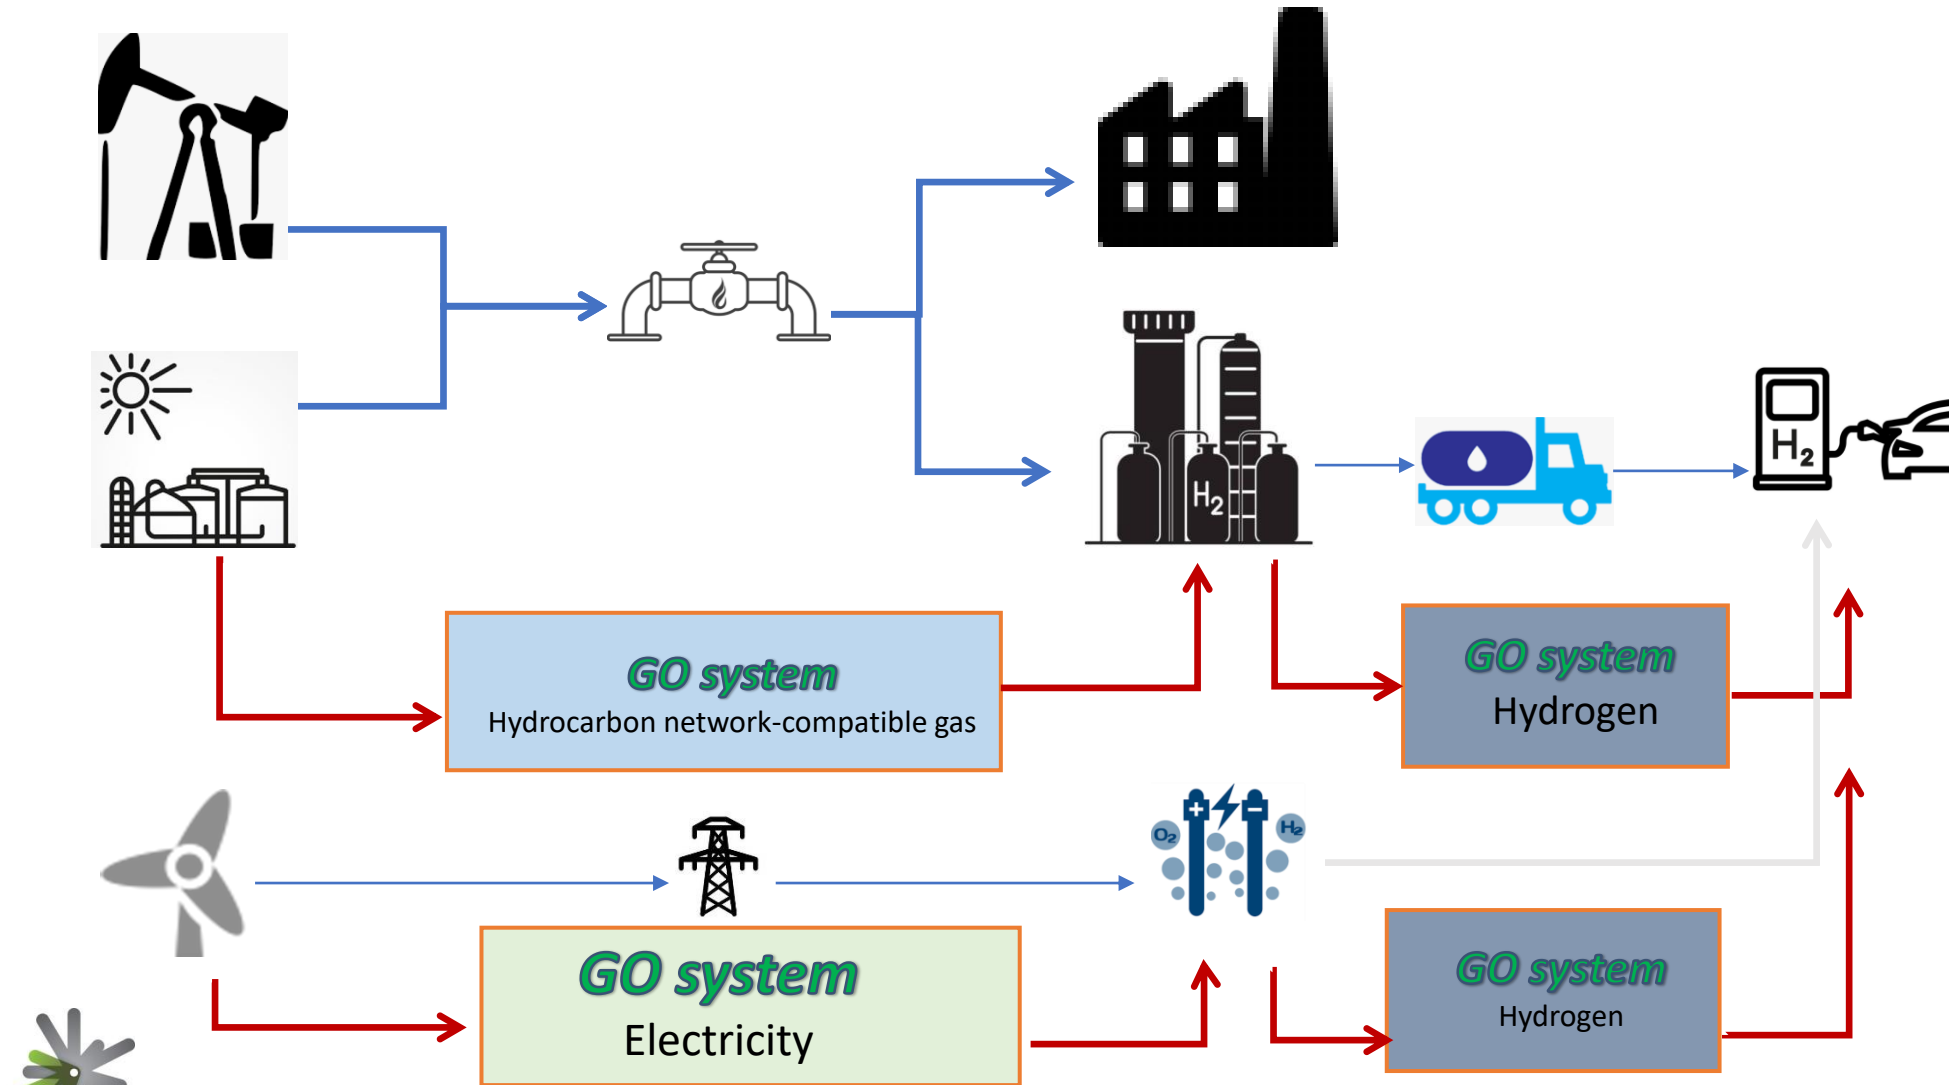 H2
H2
GO system
Hydrocarbon network-compatible gas
GO system
Hydrogen
+
−
O2
H2
GO system
Electricity
GO system
Hydrogen